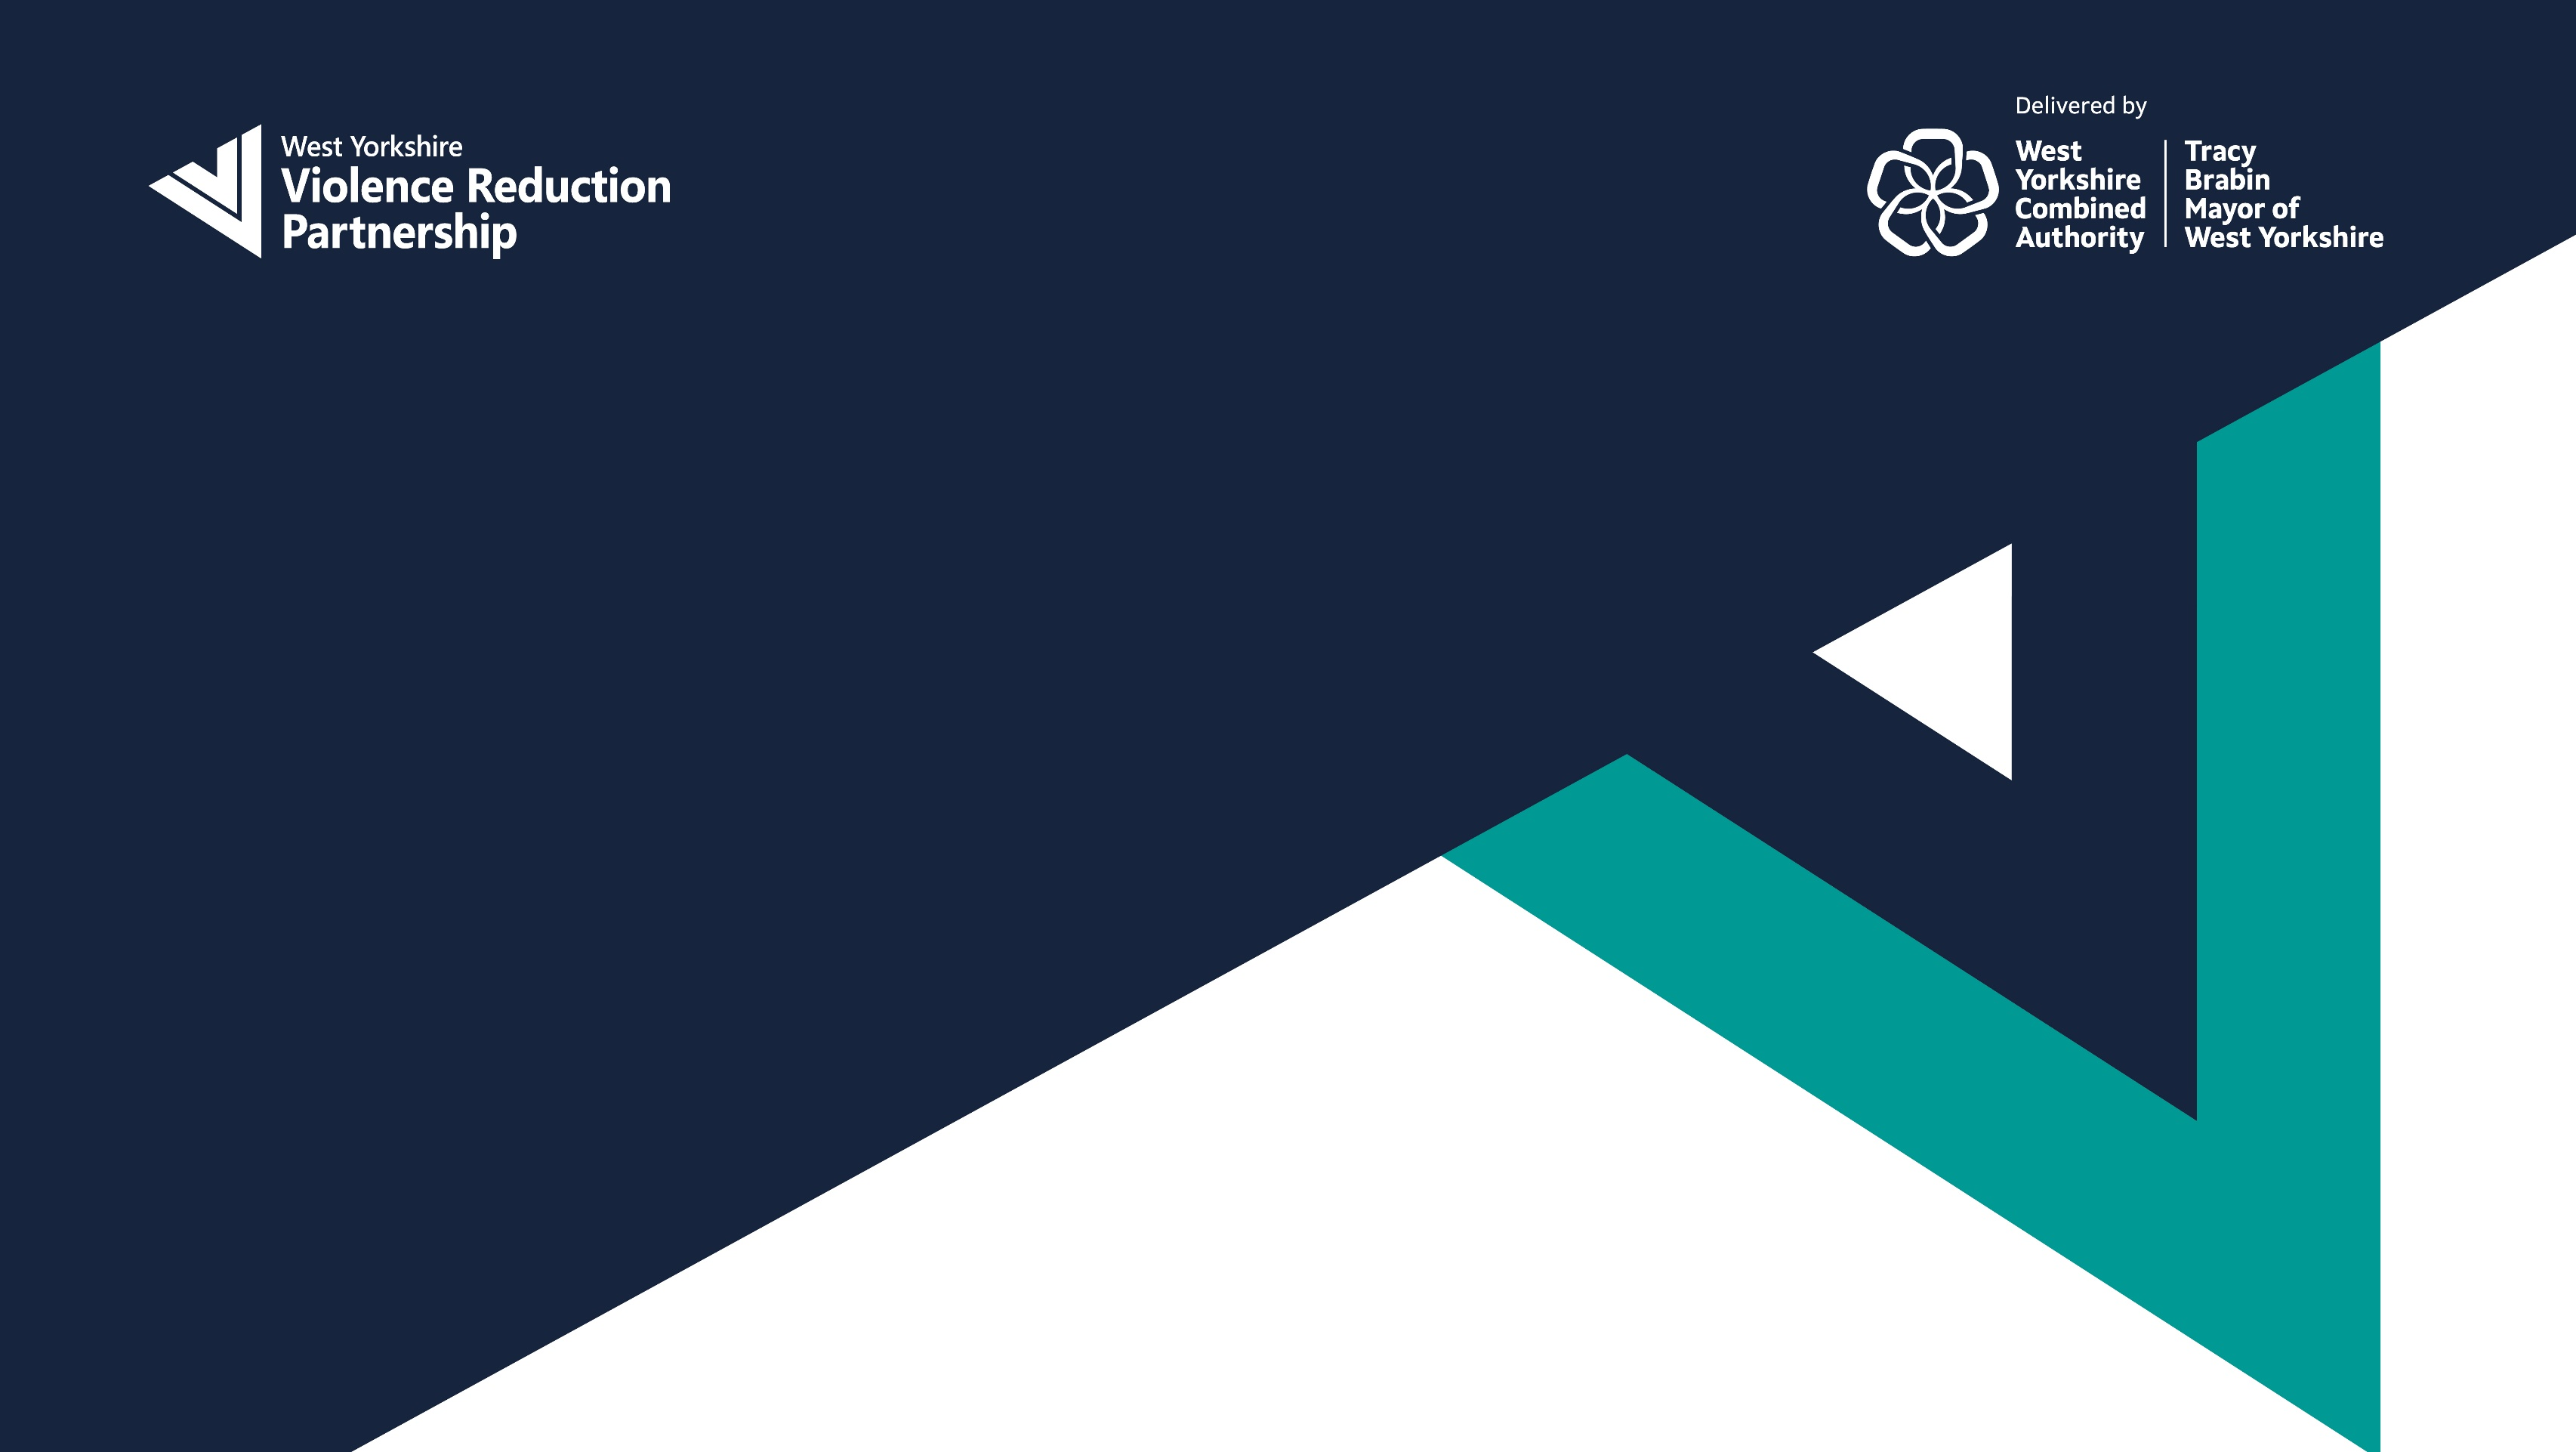 West Yorkshire
Violence Reduction
Partnership
Delivered by
West
Yorkshire
Combined
Authority
Tracy
Brabin
Mayor of
West Yorkshire